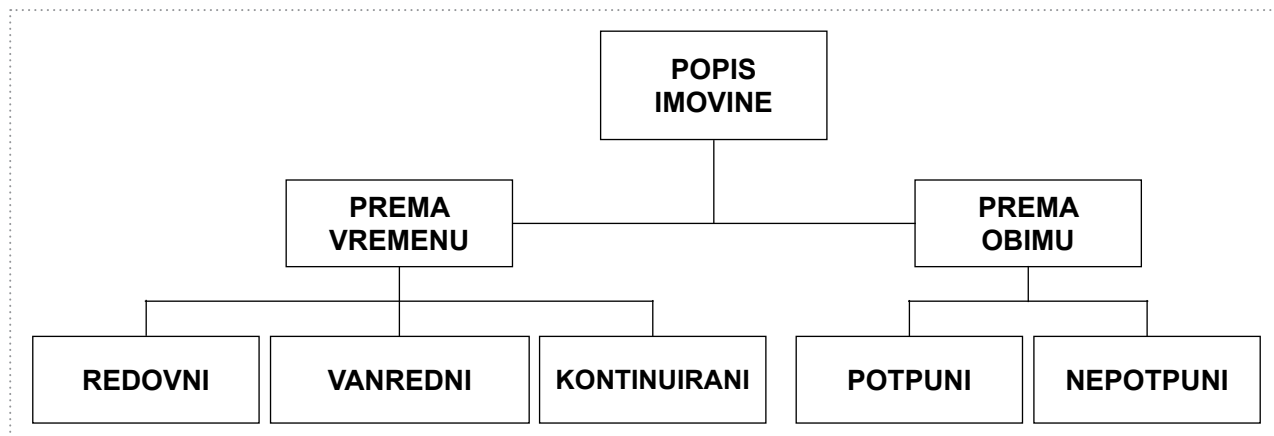 POPIS
IMOVINE
PREMA
VREMENU
PREMA
OBIMU
REDOVNI
VANREDNI
KONTINUIRANI
POTPUNI
NEPOTPUNI